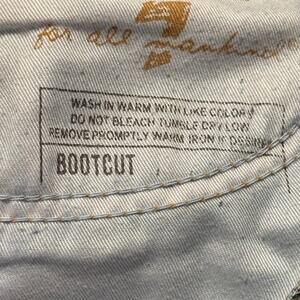 7
for all mankind
WASH IN WARM WITH LIKE COLORS
DO NOT BLEACH TUMBLE DRY LOW
REMOVE PROMPTLY WARM IRON IF DESIRED
BOOTCUT